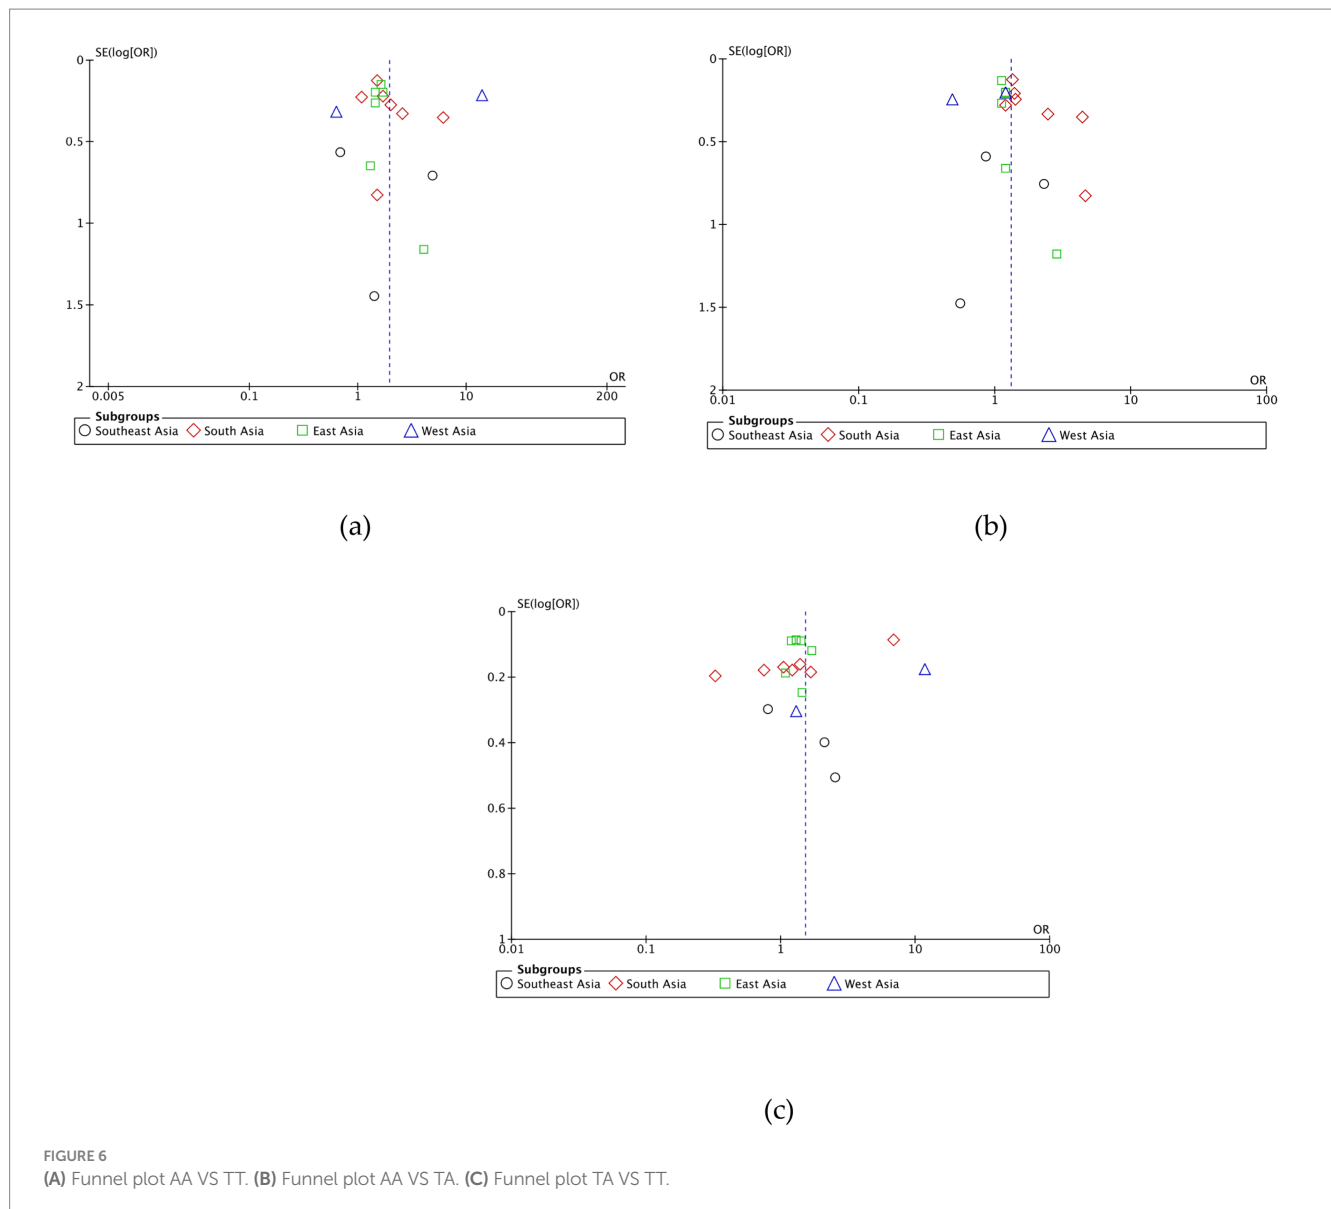 SE(log[OR])
0
0.5
1
1.5
2
0.005
0.1
1
10
200
OR
Subgroups
Southeast Asia
South Asia
East Asia
West Asia
(a)
SE(log[OR])
0
0.5
1
1.5
2
0.01
0.1
1
10
100
OR
Subgroups
Southeast Asia
South Asia
East Asia
West Asia
(b)
SE(log[OR])
0
0.2
0.4
0.6
0.8
1
0.01
0.1
1
10
100
OR
Subgroups
Southeast Asia
South Asia
East Asia
West Asia
(c)
FIGURE 6
(A) Funnel plot AA VS TT. (B) Funnel plot AA VS TA. (C) Funnel plot TA VS TT.